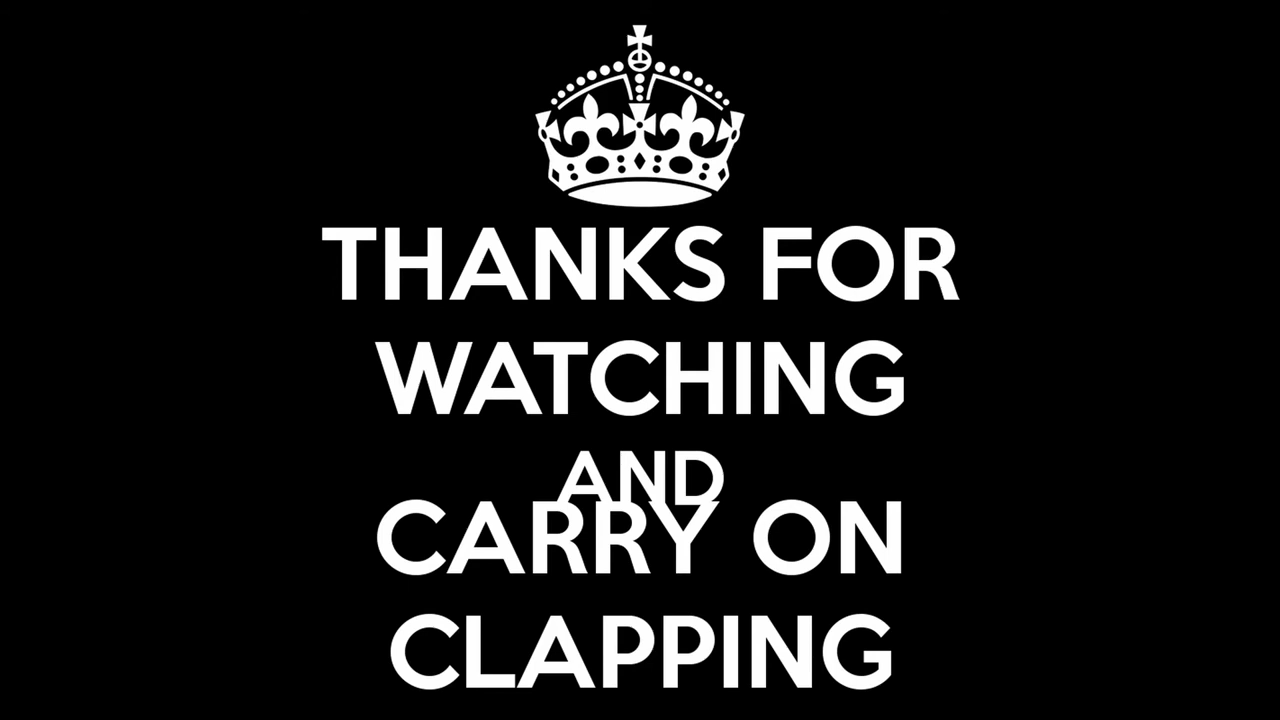 THANKS FOR
WATCHING
AND
CARRY ON
CLAPPING